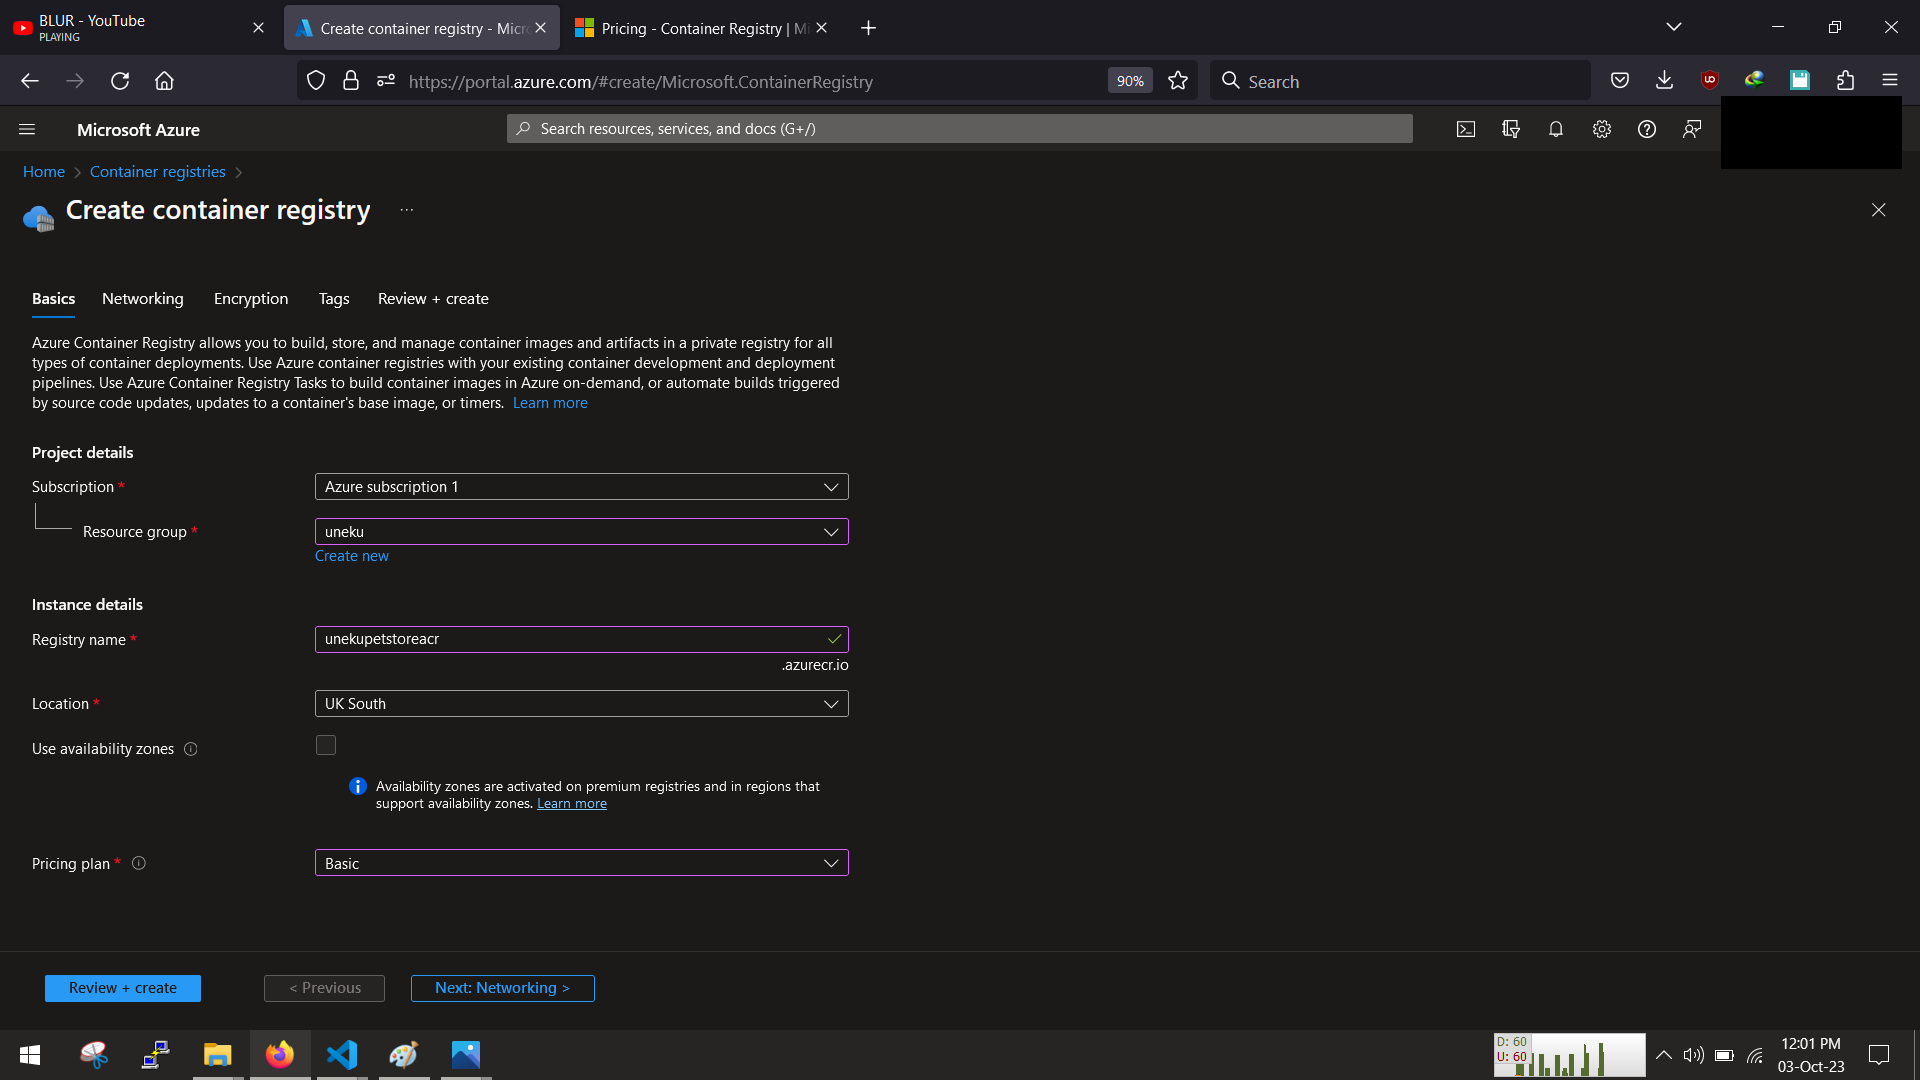 BLUR - YouTube
PLAYING
Create container registry - Micr
Pricing - Container Registry | Mi
https://portal.azure.com/#create/Microsoft.ContainerRegistry
90%
Search
Microsoft Azure
Search resources, services, and docs (G+/)
Home
Container registries
Create container registry
...
Basics
Networking
Encryption
Tags
Review + create
Azure Container Registry allows you to build, store, and manage container images and artifacts in a private registry for all
types of container deployments. Use Azure container registries with your existing container development and deployment
pipelines. Use Azure Container Registry Tasks to build container images in Azure on-demand, or automate builds triggered
by source code updates, updates to a container's base image, or timers. Learn more
Project details
Subscription *
Azure subscription 1
Resource group *
uneku
Create new
Instance details
Registry name *
unekupetstoreacr
.azurecr.io
Location *
UK South
Use availability zones
Availability zones are activated on premium registries and in regions that
support availability zones. Learn more
Pricing plan *
Basic
Review + create
< Previous
Next: Networking >
D: 60
U: 60
12:01 PM
03-Oct-23